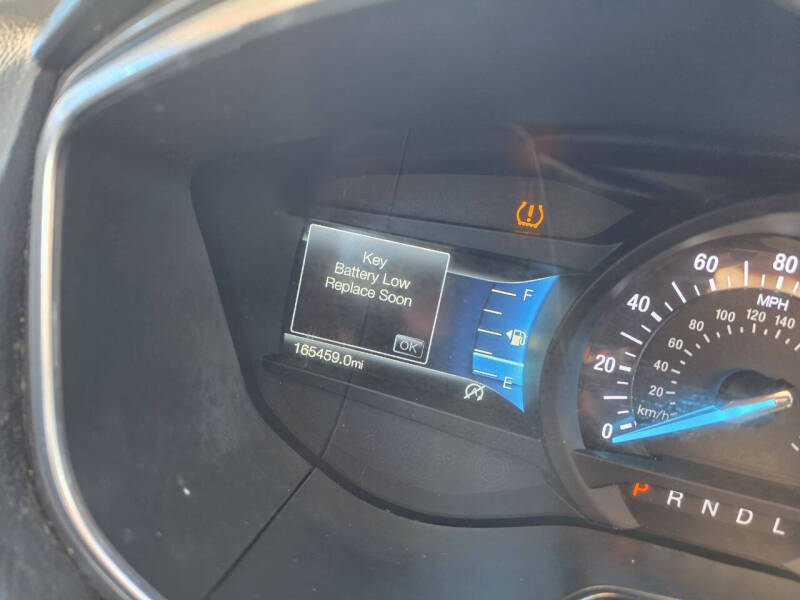 Key
Battery Low
Replace Soon
OK
165459.0mi
F
E
0
20
40
60
80
MPH
20
40
60
80
100
120
140
km/h
P R N D L